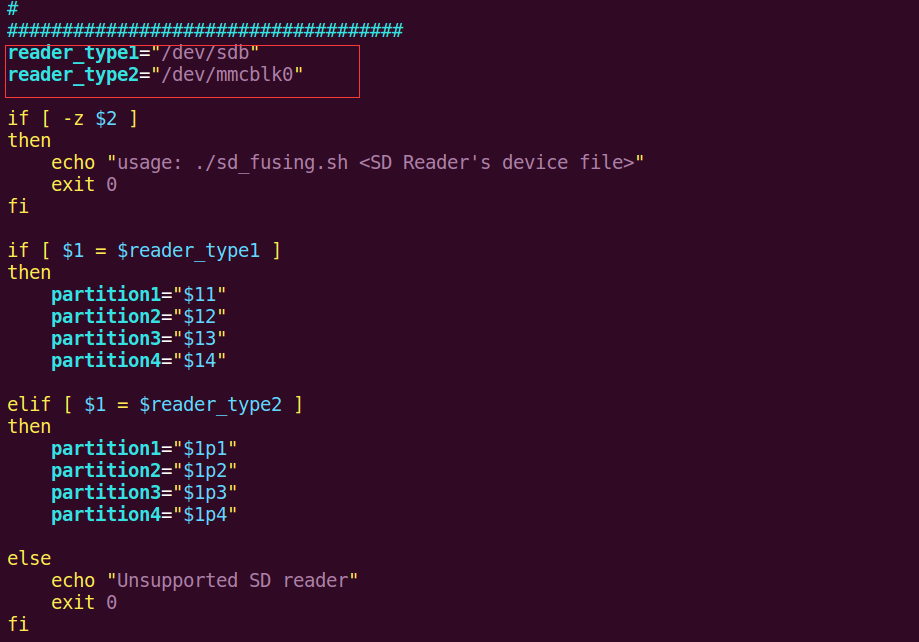 #
####################################
reader_type1="/dev/sdb"
reader_type2="/dev/mmcblk0"
if [ -z $2 ]
then
    echo "usage: ./sd_fusing.sh <SD Reader's device file>"
    exit 0
fi
if [ $1 = $reader_type1 ]
then
    partition1="$11"
    partition2="$12"
    partition3="$13"
    partition4="$14"
elif [ $1 = $reader_type2 ]
then
    partition1="$1p1"
    partition2="$1p2"
    partition3="$1p3"
    partition4="$1p4"
else
    echo "Unsupported SD reader"
    exit 0
fi